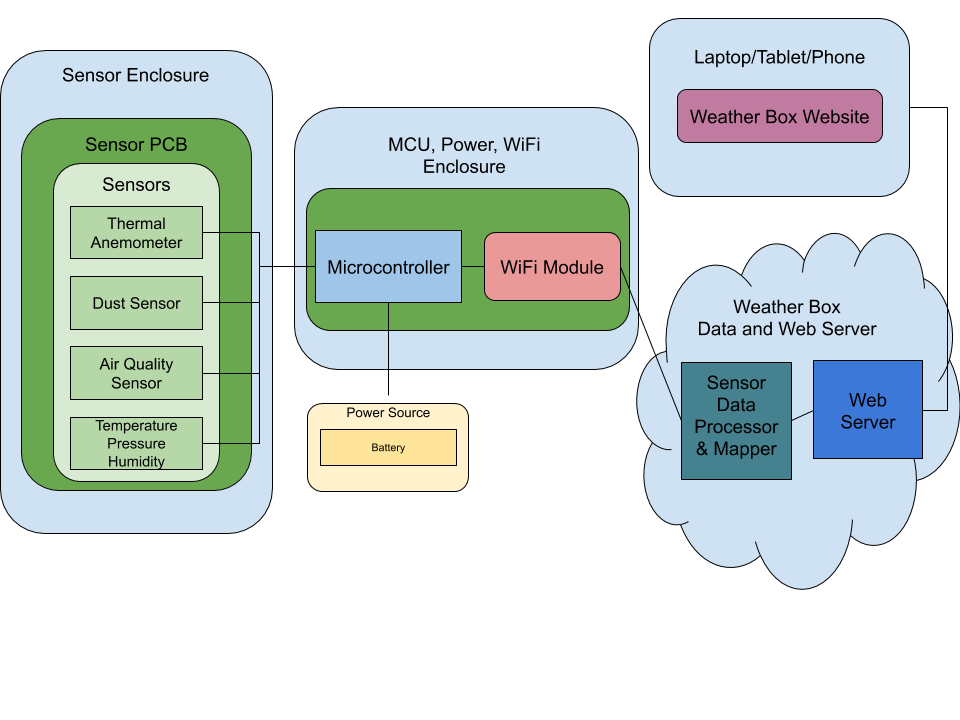 Sensor Enclosure
Sensor PCB
Sensors
Thermal
Anemometer
Dust Sensor
Air Quality
Sensor
Temperature
Pressure
Humidity
MCU, Power, WiFi
Enclosure
Microcontroller
WiFi Module
Power Source
Battery
Laptop/Tablet/Phone
Weather Box Website
Weather Box
Data and Web Server
Sensor
Data
Processor
& Mapper
Web
Server